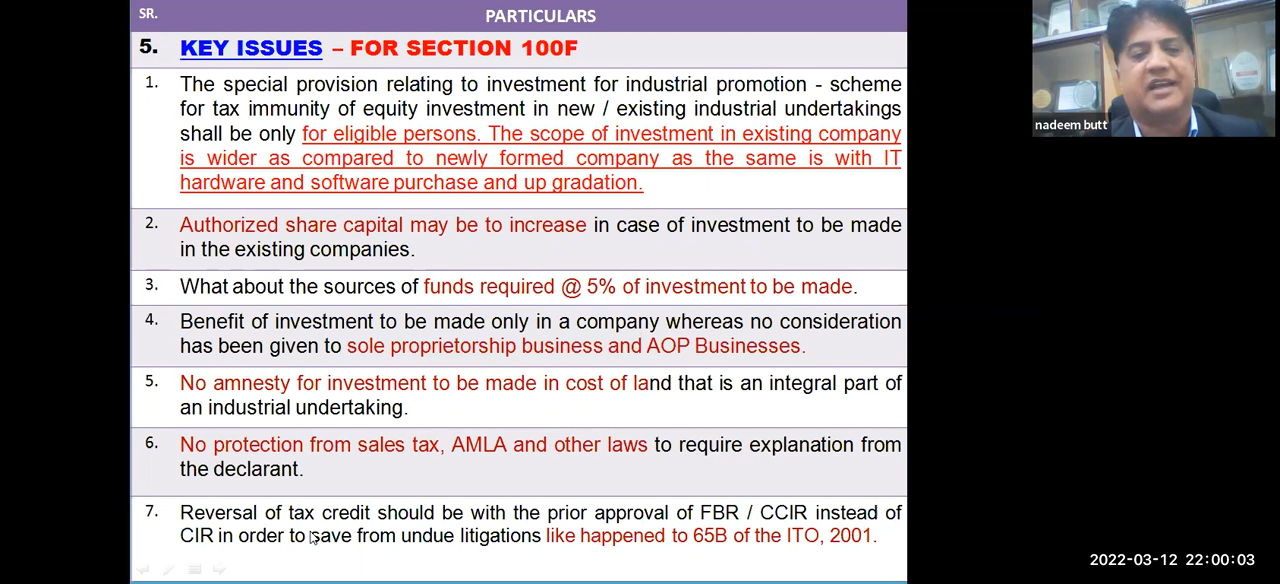 SR. PARTICULARS
5. KEY ISSUES – FOR SECTION 100F
1. The special provision relating to investment for industrial promotion - scheme
for tax immunity of equity investment in new / existing industrial undertakings
shall be only for eligible persons. The scope of investment in existing company
is wider as compared to newly formed company as the same is with IT
hardware and software purchase and up gradation.
2. Authorized share capital may be to increase in case of investment to be made
in the existing companies.
3. What about the sources of funds required @ 5% of investment to be made.
4. Benefit of investment to be made only in a company whereas no consideration
has been given to sole proprietorship business and AOP Businesses.
5. No amnesty for investment to be made in cost of land that is an integral part of
an industrial undertaking.
6. No protection from sales tax, AMLA and other laws to require explanation from
the declarant.
7. Reversal of tax credit should be with the prior approval of FBR / CCIR instead of
CIR in order to save from undue litigations like happened to 65B of the ITO, 2001.
nadeem butt
2022-03-12 22:00:03